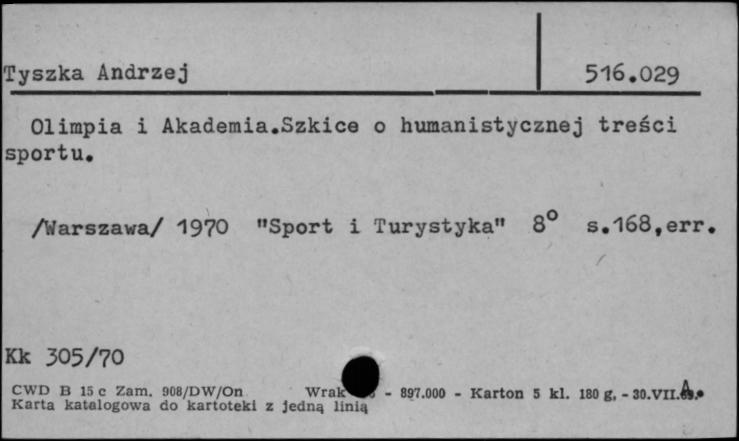 Tyszka Andrzej 516.029
Olimpia i Akademia.Szkice o humanistycznej treści
sportu.
/Warszawa/ 1970 "Sport i Turystyka" 8° s.168,err.
Kk 305/70
CWD B 15 c Zam. 908/DW/On Wrak - 897.000 - Karton 5 kl. 180 g. - 30.VII. A.
Karta katalogowa do kartoteki z jedną linią